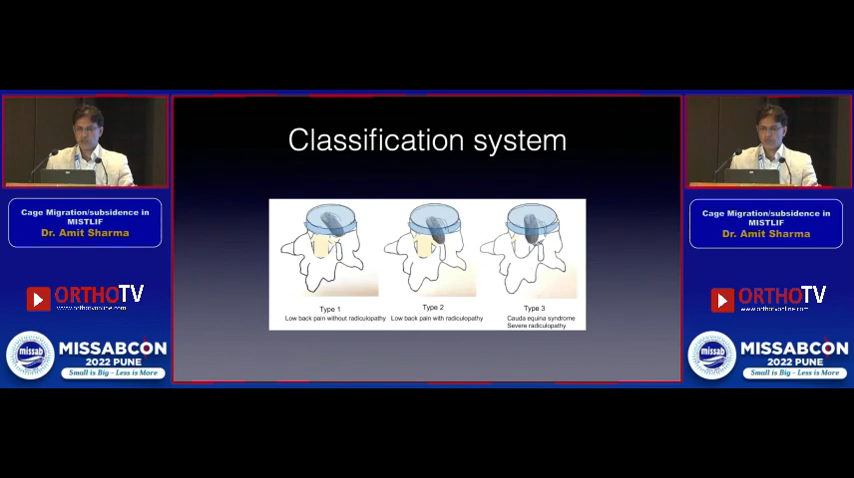 Classification system
Type 1
Low back pain without radiculopathy
Type 2
Low back pain with radiculopathy
Type 3
Cauda equina syndrome
Severe radiculopathy
Cage Migration/subsidence in
MISTLIF
Dr. Amit Sharma
ORTHOTV
www.orthotvonline.com
missab
MISSABCON
2022 PUNE
Small is Big - Less is More
Cage Migration/subsidence in
MISTLIF
Dr. Amit Sharma
ORTHOTV
www.orthotvonline.com
missab
MISSABCON
2022 PUNE
Small is Big - Less is More